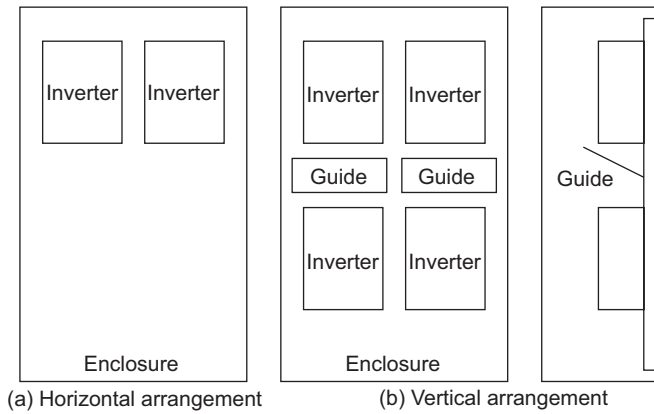 Inverter Inverter
Enclosure
(a) Horizontal arrangement
Inverter Inverter
Guide Guide
Inverter Inverter
Enclosure
Guide
(b) Vertical arrangement